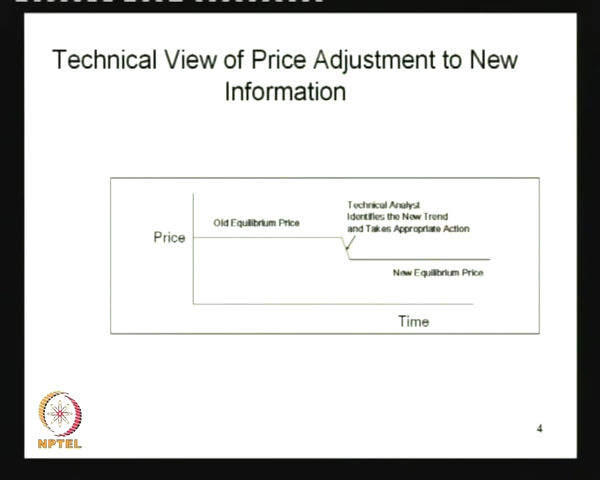 Technical View of Price Adjustment to New
Information
Technical Analyst
Identifies the New Trend
and Takes Appropriate Action
Old Equilibrium Price
Price
New Equilibrium Price
Time
NPTEL
4